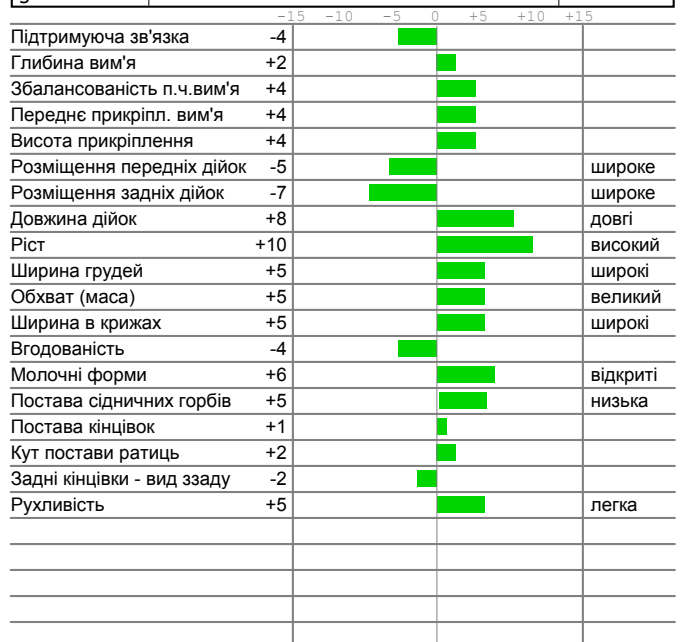 -15 -10 -5 0 +5 +10 +15
Підтримуюча зв'язка -4
Глибина вим'я +2
Збалансованість п.ч.вим'я +4
Переднє прикріпл. вим'я +4
Висота прикріплення +4
Розміщення передніх дійок -5 широке
Розміщення задніх дійок -7 широке
Довжина дійок +8 довгі
Ріст +10 високий
Ширина грудей +5 широкі
Обхват (маса) +5 великий
Ширина в крижах +5 широкі
Вгодованість -4
Молочні форми +6 відкриті
Постава сідничних горбів +5 низька
Постава кінцівок +1
Кут постави ратиць +2
Задні кінцівки - вид ззаду -2
Рухливість +5 легка